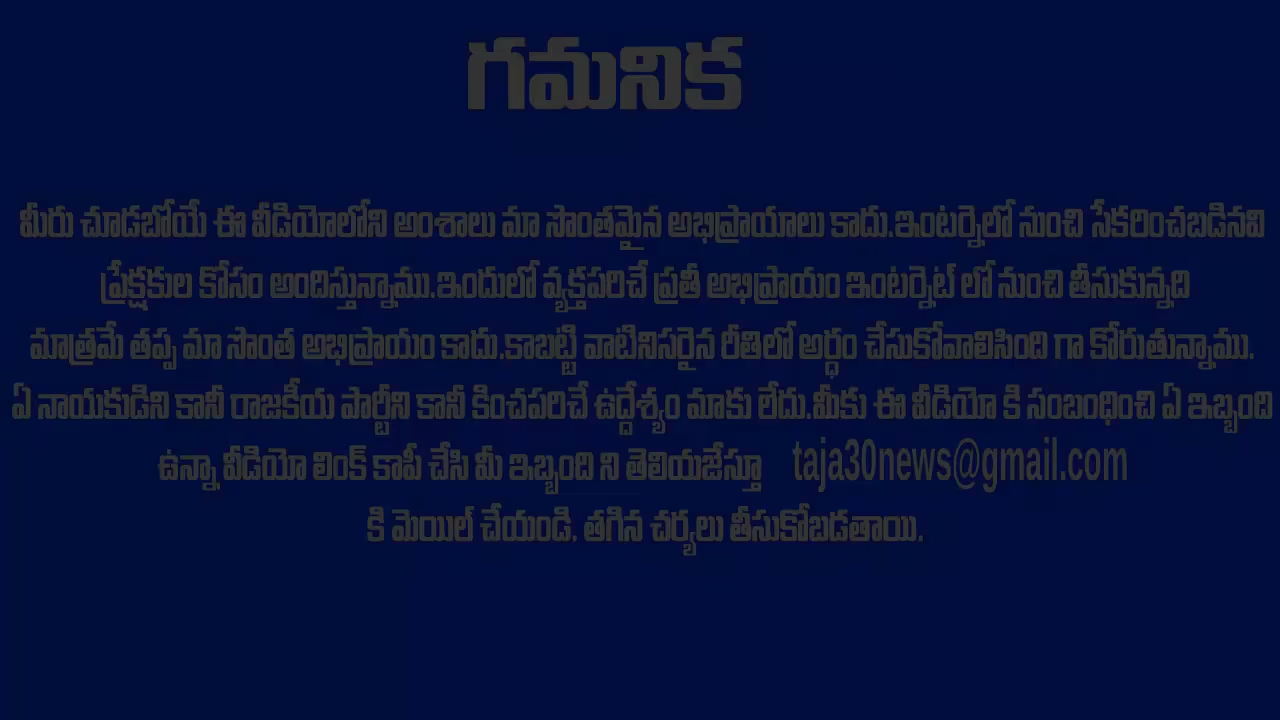 గమనిక
మీరు చూడబోయే ఈ వీడియోలోని అంశాలు మా సొంతమైన అభిప్రాయాలు కాదు.ఇంటర్నెలో నుంచి సేకరించబడినవి
ప్రేక్షకుల కోసం అందిస్తున్నాము.ఇందులో వ్యక్తపరిచే ప్రతీ అభిప్రాయం ఇంటర్నెట్ లో నుంచి తీసుకున్నది
మాత్రమే తప్ప మా సొంత అభిప్రాయం కాదు.కాబట్టి వాటినిసరైన రీతిలో అర్ధం చేసుకోవాలిసింది గా కోరుతున్నాము.
ఏ నాయకుడిని కానీ రాజకీయ పార్టీని కానీ కించపరిచే ఉద్దేశ్యం మాకు లేదు.మీకు ఈ వీడియో కి సంబంధించి ఏ ఇబ్బంది
ఉన్నా వీడియో లింక్ కాపీ చేసి మీ ఇబ్బంది ని తెలియజేస్తూ taja30news@gmail.com
కి మెయిల్ చేయండి. తగిన చర్యలు తీసుకోబడతాయి.